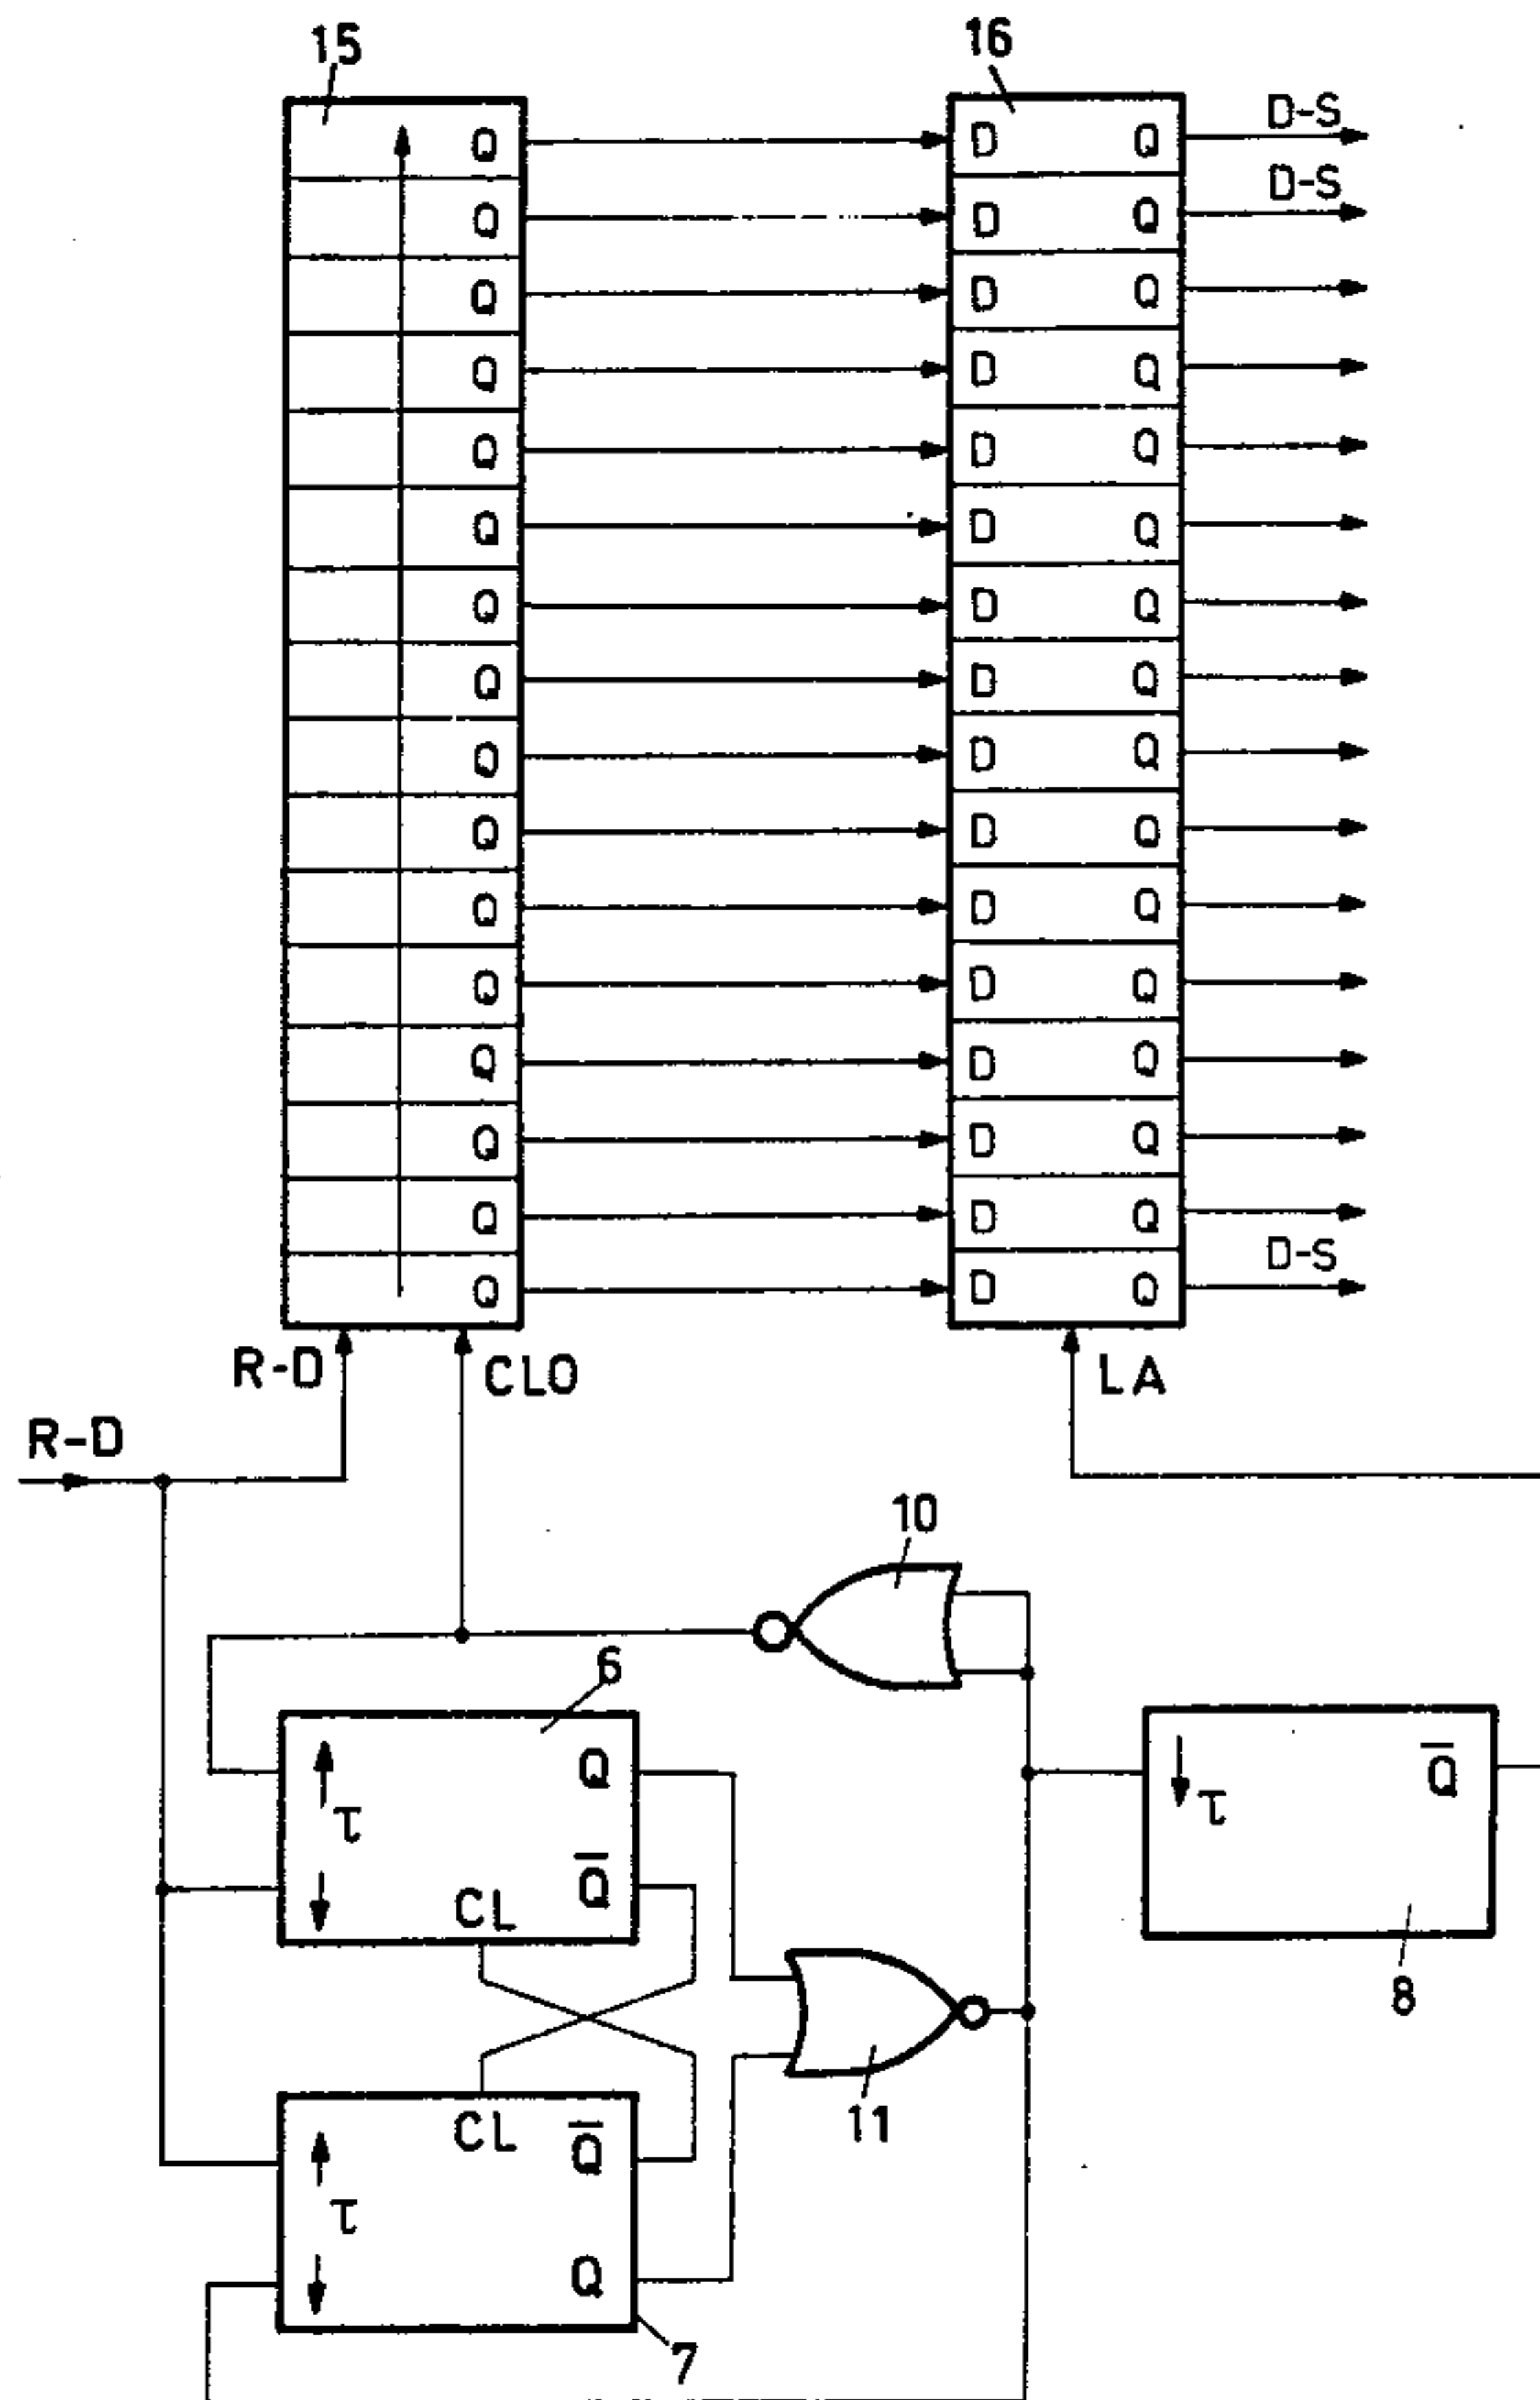 15 16
Q D Q D-S
Q D Q D-S
Q D Q
Q D Q
Q D Q
Q D Q
Q D Q
Q D Q
Q D Q
Q D Q
Q D Q
Q D Q
Q D Q
Q D Q
Q D Q
Q D Q D-S
R-D CLO LA
R-D
10
6
τ Q
CL Q̅
Q̅
τ
8
11
CL Q̅
τ
Q
7